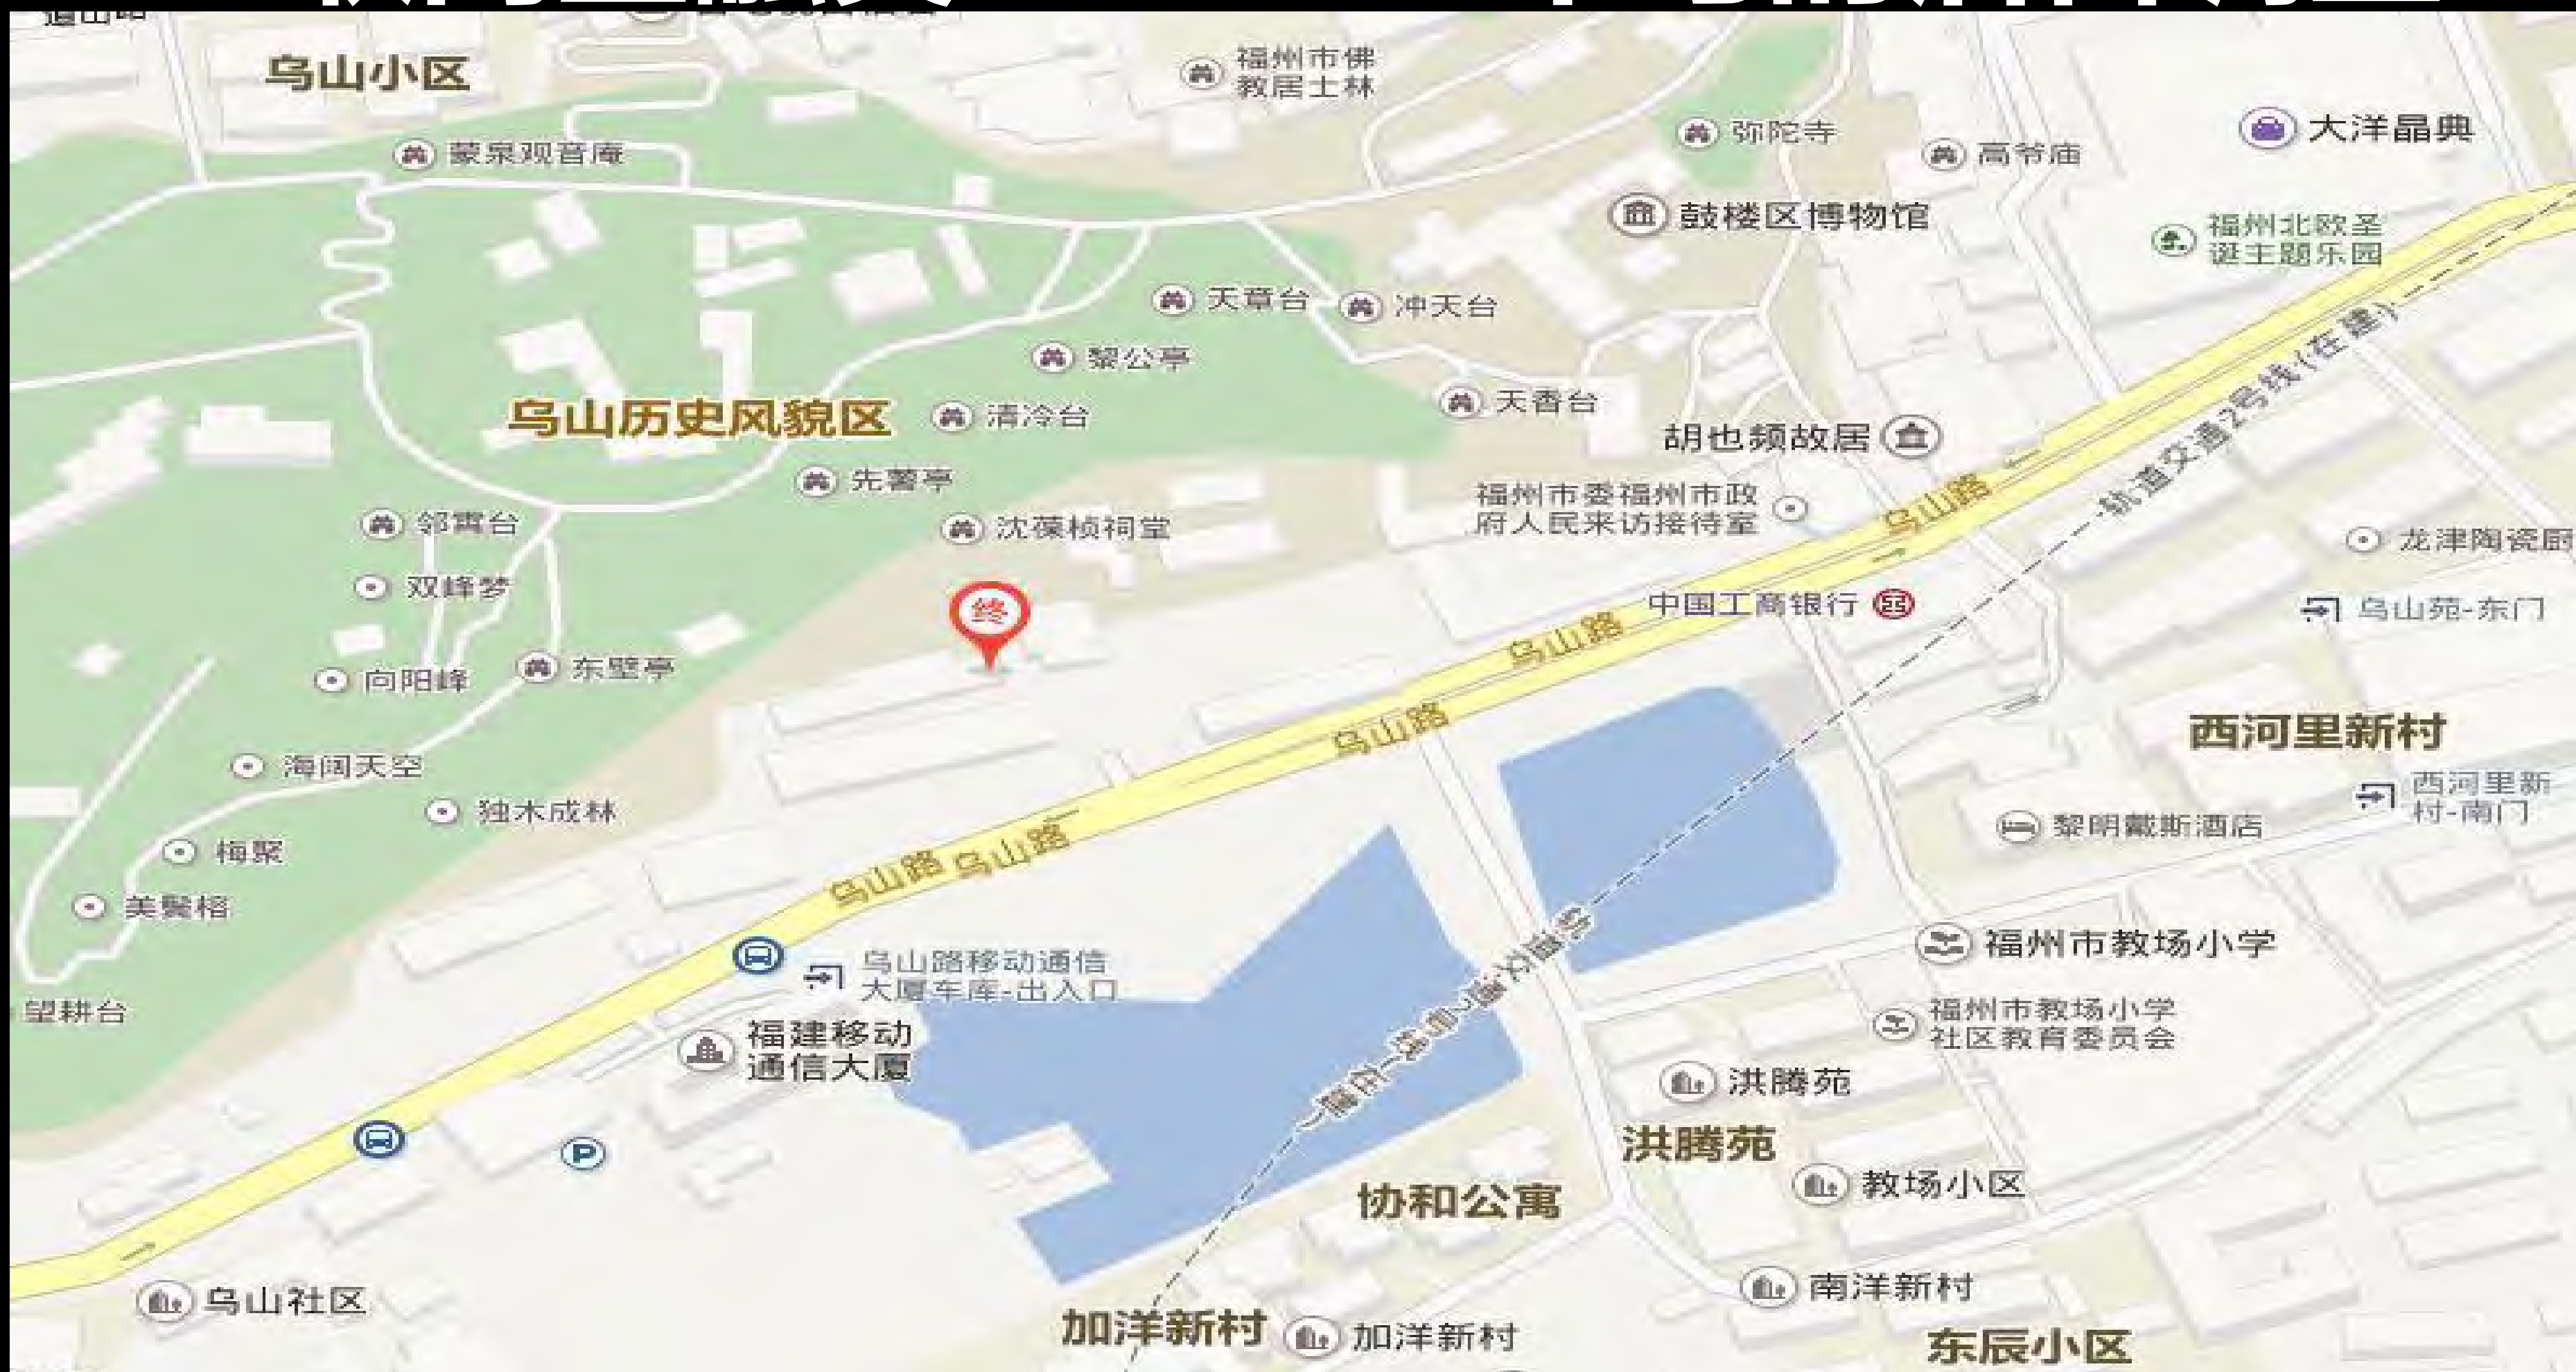 乌山小区
福州市佛
教居士林
大洋晶典
弥陀寺
蒙泉观音庵
高爷庙
鼓楼区博物馆
福州北欧圣
诞主题乐园
天章台
冲天台
轨道交通2号线(在建)
黎公亭
天香台
乌山历史风貌区
清冷台
胡也频故居
先薯亭
福州市委福州市政
府人民来访接待室
乌山路
邻霄台
沈葆桢祠堂
龙津陶瓷厨
双峰梦
终
中国工商银行
乌山苑-东门
乌山路
向阳峰
东壁亭
乌山路
西河里新村
海阔天空
西河里新
村-南门
独木成林
黎明戴斯酒店
梅聚
乌山路
乌山路
美鬓榕
福州市教场小学
乌山路移动通信
大厦车库-出入口
望耕台
福州市教场小学
社区教育委员会
福建移动
通信大厦
洪腾苑
洪腾苑
P
教场小区
协和公寓
南洋新村
乌山社区
加洋新村
加洋新村
东辰小区